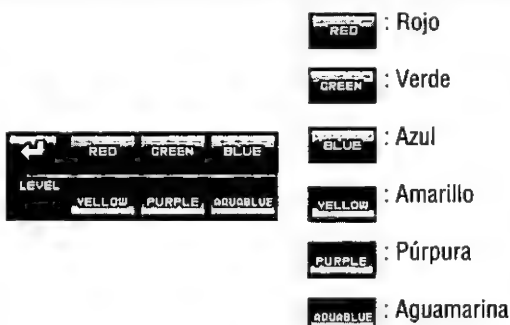 RED GREEN BLUE
LEVEL
YELLOW PURPLE AQUABLUE
RED : Rojo
GREEN : Verde
BLUE : Azul
YELLOW : Amarillo
PURPLE : Púrpura
AQUABLUE : Aguamarina